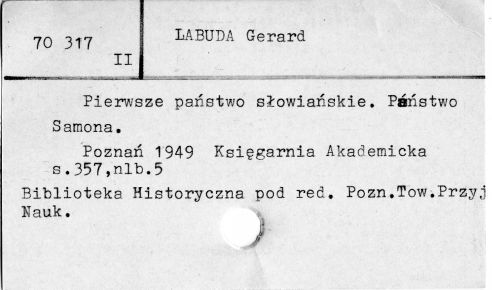 70 317
II
LABUDA Gerard
Pierwsze państwo słowiańskie. Państwo
Samona.
Poznań 1949 Księgarnia Akademicka
s.357,nlb.5
Biblioteka Historyczna pod red. Pozn.Tow.Przyj
Nauk.